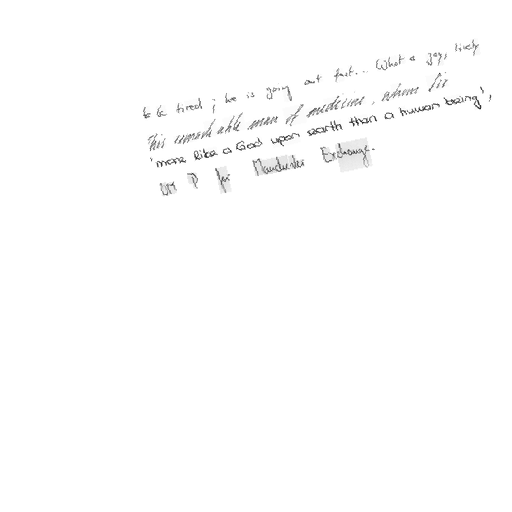 to be tired ; he is going out fast... What a gay, lively
This remarkable man of medicine, whom Sir
'more like a God upon earth than a human being',
an M P for Manchester Exchange.